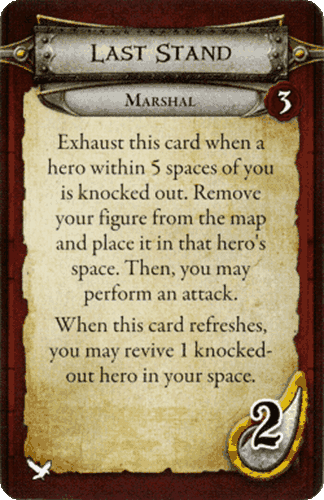 Last Stand
Marshal
3
Exhaust this card when a
hero within 5 spaces of you
is knocked out. Remove
your figure from the map
and place it in that hero's
space. Then, you may
perform an attack.
When this card refreshes,
you may revive 1 knocked-
out hero in your space.
2